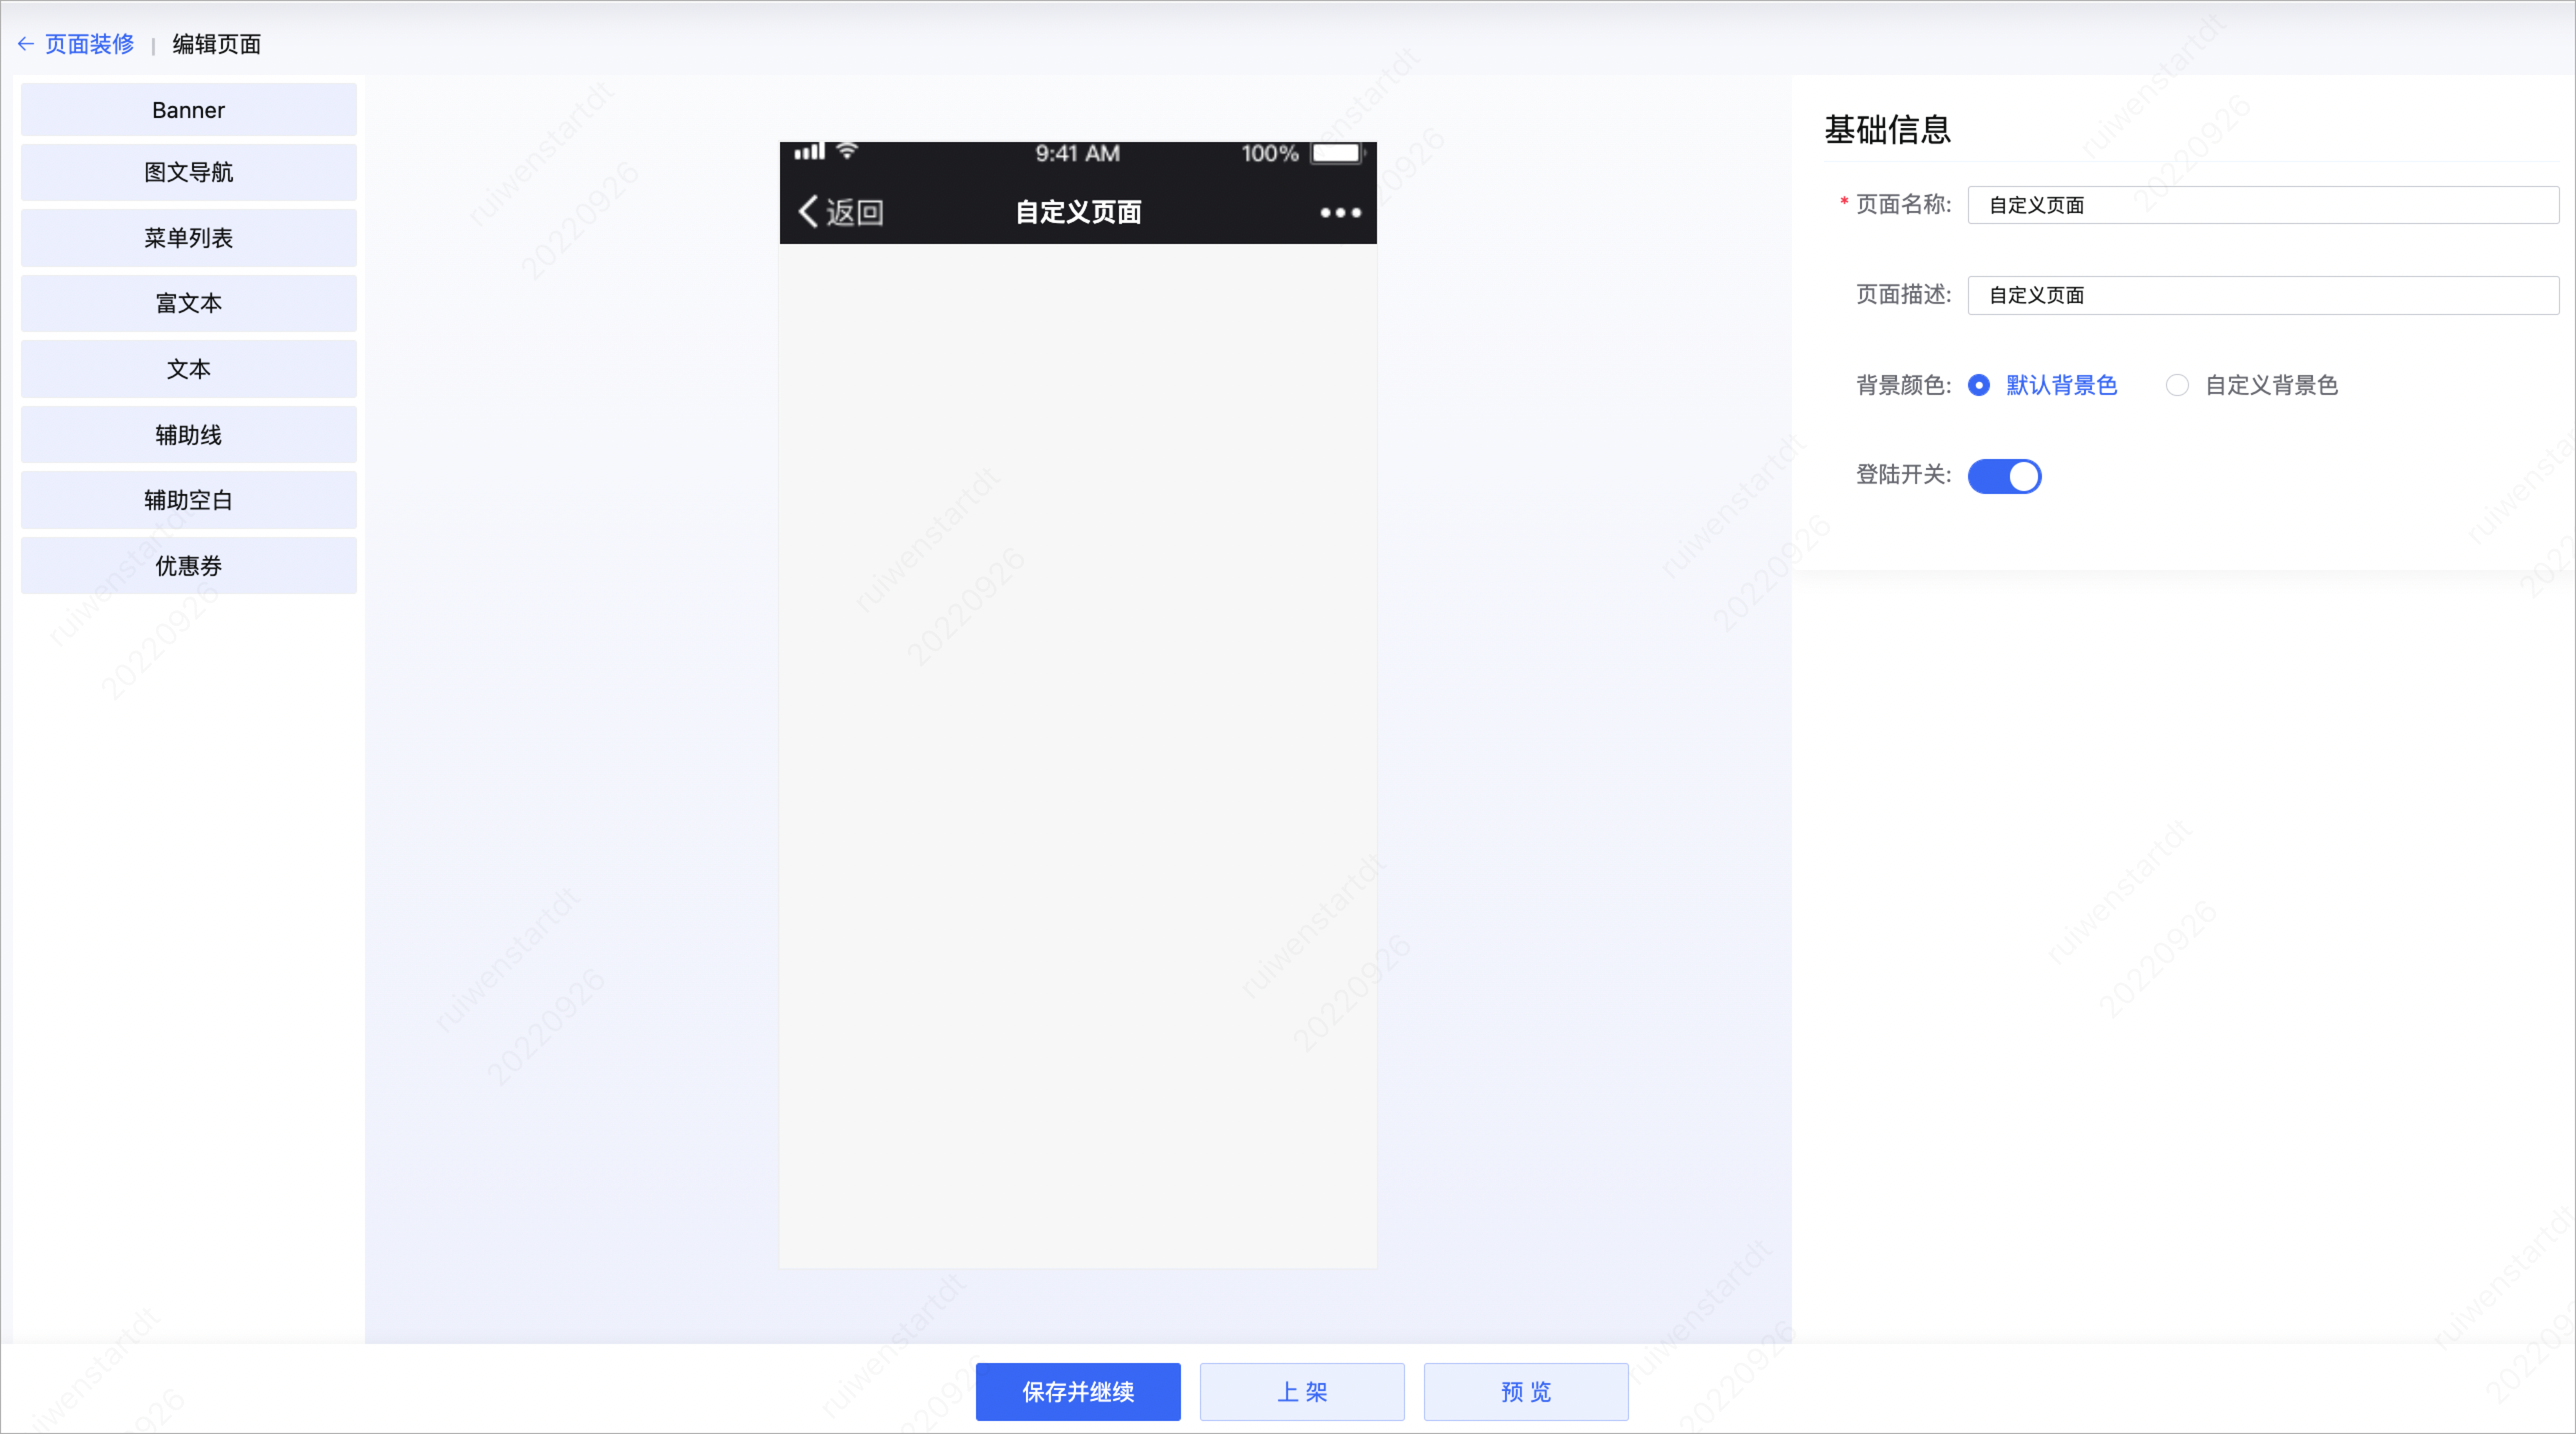 ← 页面装修 | 编辑页面
Banner
图文导航
菜单列表
富文本
文本
辅助线
辅助空白
优惠券
9:41 AM 100%
返回 自定义页面
基础信息
* 页面名称: 自定义页面
页面描述: 自定义页面
背景颜色: 默认背景色 自定义背景色
登陆开关:
保存并继续 上架 预览
ruiwenstartdt
20220926